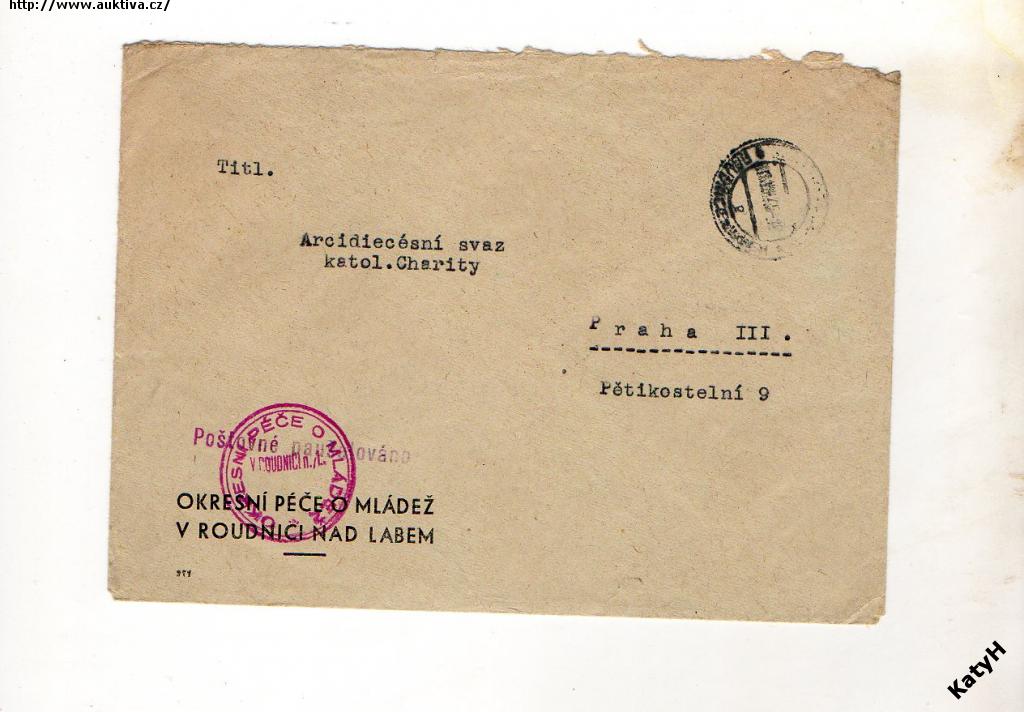 http://www.auktiva.cz/
Titl.
Arcidiecésní svaz
katol.Charity
Praha III.
Pětikostelní 9
Poštovné paušalováno
OKRESNÍ PÉČE O MLÁDEŽ
V ROUDNICI n./L.
OKRESNÍ PÉČE O MLÁDEŽ
V ROUDNICI NAD LABEM
KatyH